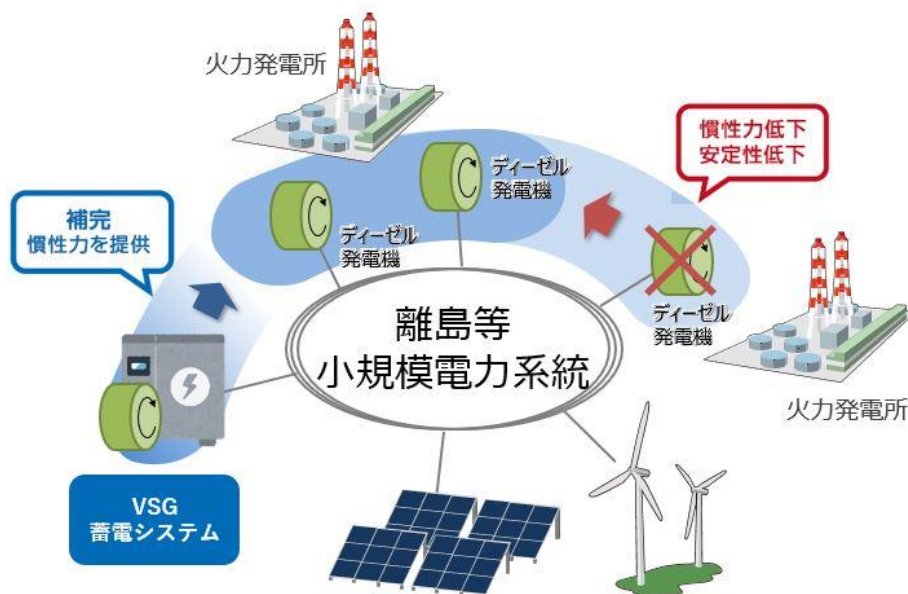 火力発電所
慣性力低下
安定性低下
ディーゼル
発電機
補完
慣性力を提供
ディーゼル
発電機
ディーゼル
発電機
離島等
小規模電力系統
火力発電所
VSG
蓄電システム